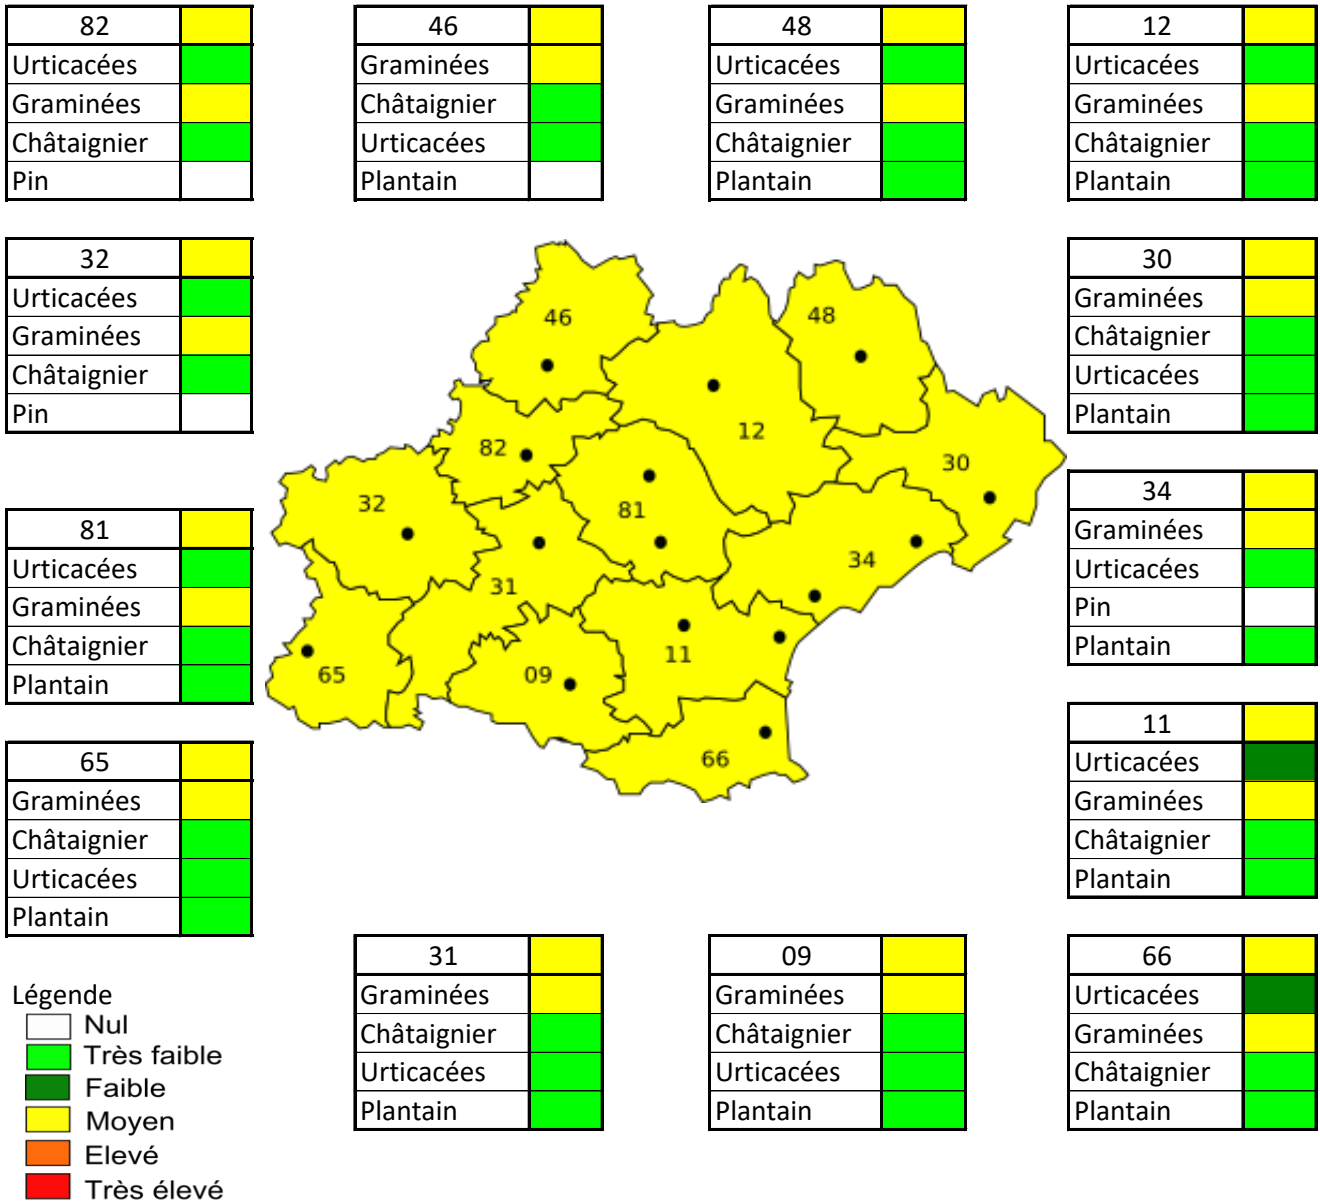 82
Urticacées
Graminées
Châtaignier
Pin
46
Graminées
Châtaignier
Urticacées
Plantain
48
Urticacées
Graminées
Châtaignier
Plantain
12
Urticacées
Graminées
Châtaignier
Plantain
32
Urticacées
Graminées
Châtaignier
Pin
30
Graminées
Châtaignier
Urticacées
Plantain
46
48
12
82
30
32
81
34
31
11
65
09
66
81
Urticacées
Graminées
Châtaignier
Plantain
34
Graminées
Urticacées
Pin
Plantain
65
Graminées
Châtaignier
Urticacées
Plantain
11
Urticacées
Graminées
Châtaignier
Plantain
31
Graminées
Châtaignier
Urticacées
Plantain
09
Graminées
Châtaignier
Urticacées
Plantain
66
Urticacées
Graminées
Châtaignier
Plantain
Légende
Nul
Très faible
Faible
Moyen
Elevé
Très élevé